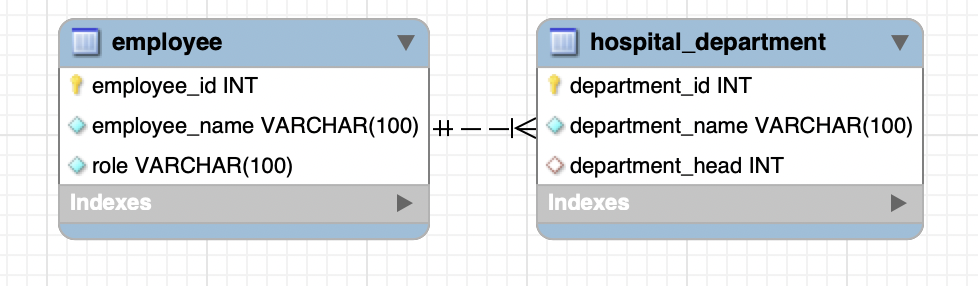 employee
employee_id INT
employee_name VARCHAR(100)
role VARCHAR(100)
Indexes
hospital_department
department_id INT
department_name VARCHAR(100)
department_head INT
Indexes